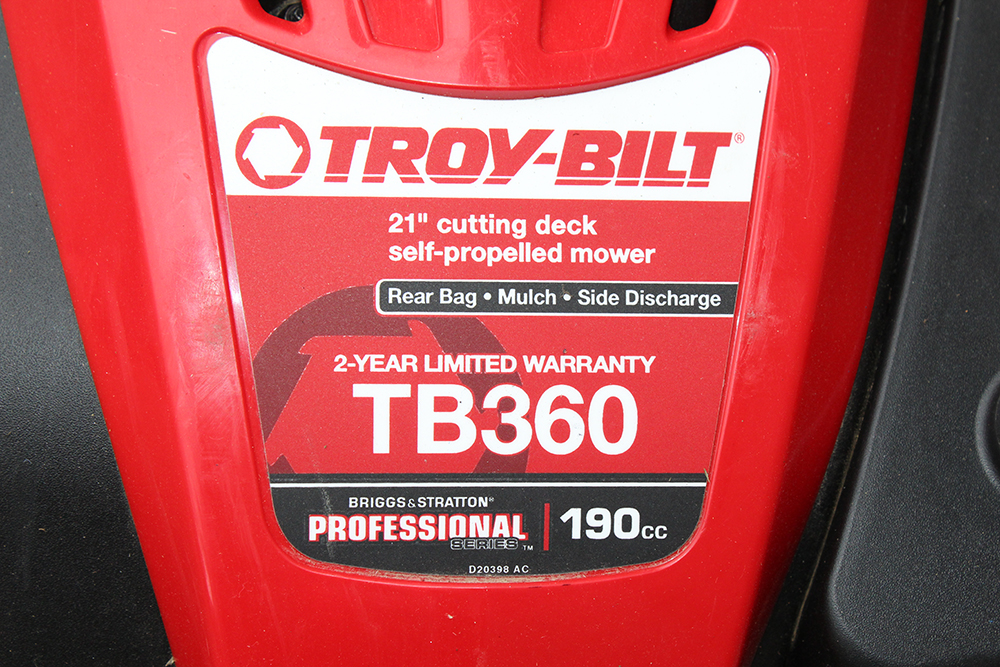 TROY-BILT®
21" cutting deck
self-propelled mower
Rear Bag • Mulch • Side Discharge
2-YEAR LIMITED WARRANTY
TB360
BRIGGS&STRATTON®
PROFESSIONAL
SERIES™
190cc
D20398 AC